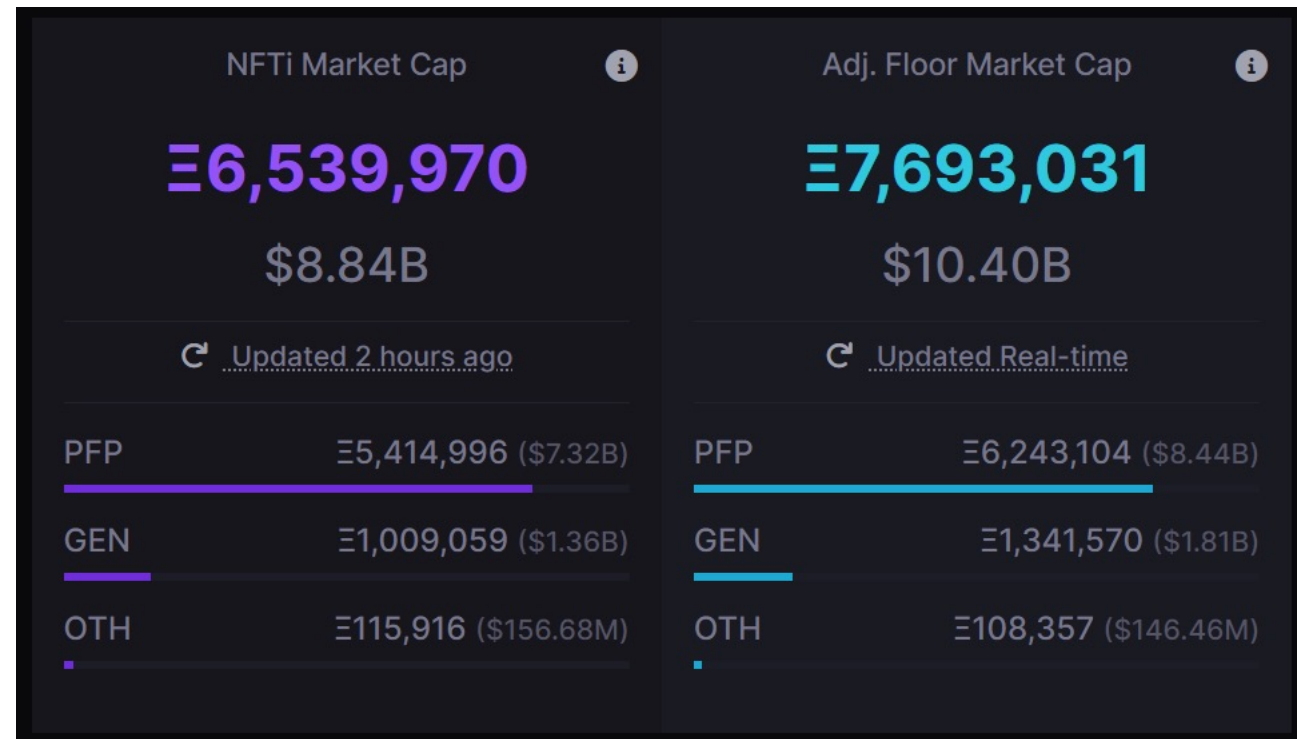 NFTi Market Cap
Ξ6,539,970
$8.84B
Updated 2 hours ago
PFP Ξ5,414,996 ($7.32B)
GEN Ξ1,009,059 ($1.36B)
OTH Ξ115,916 ($156.68M)
Adj. Floor Market Cap
Ξ7,693,031
$10.40B
Updated Real-time
PFP Ξ6,243,104 ($8.44B)
GEN Ξ1,341,570 ($1.81B)
OTH Ξ108,357 ($146.46M)